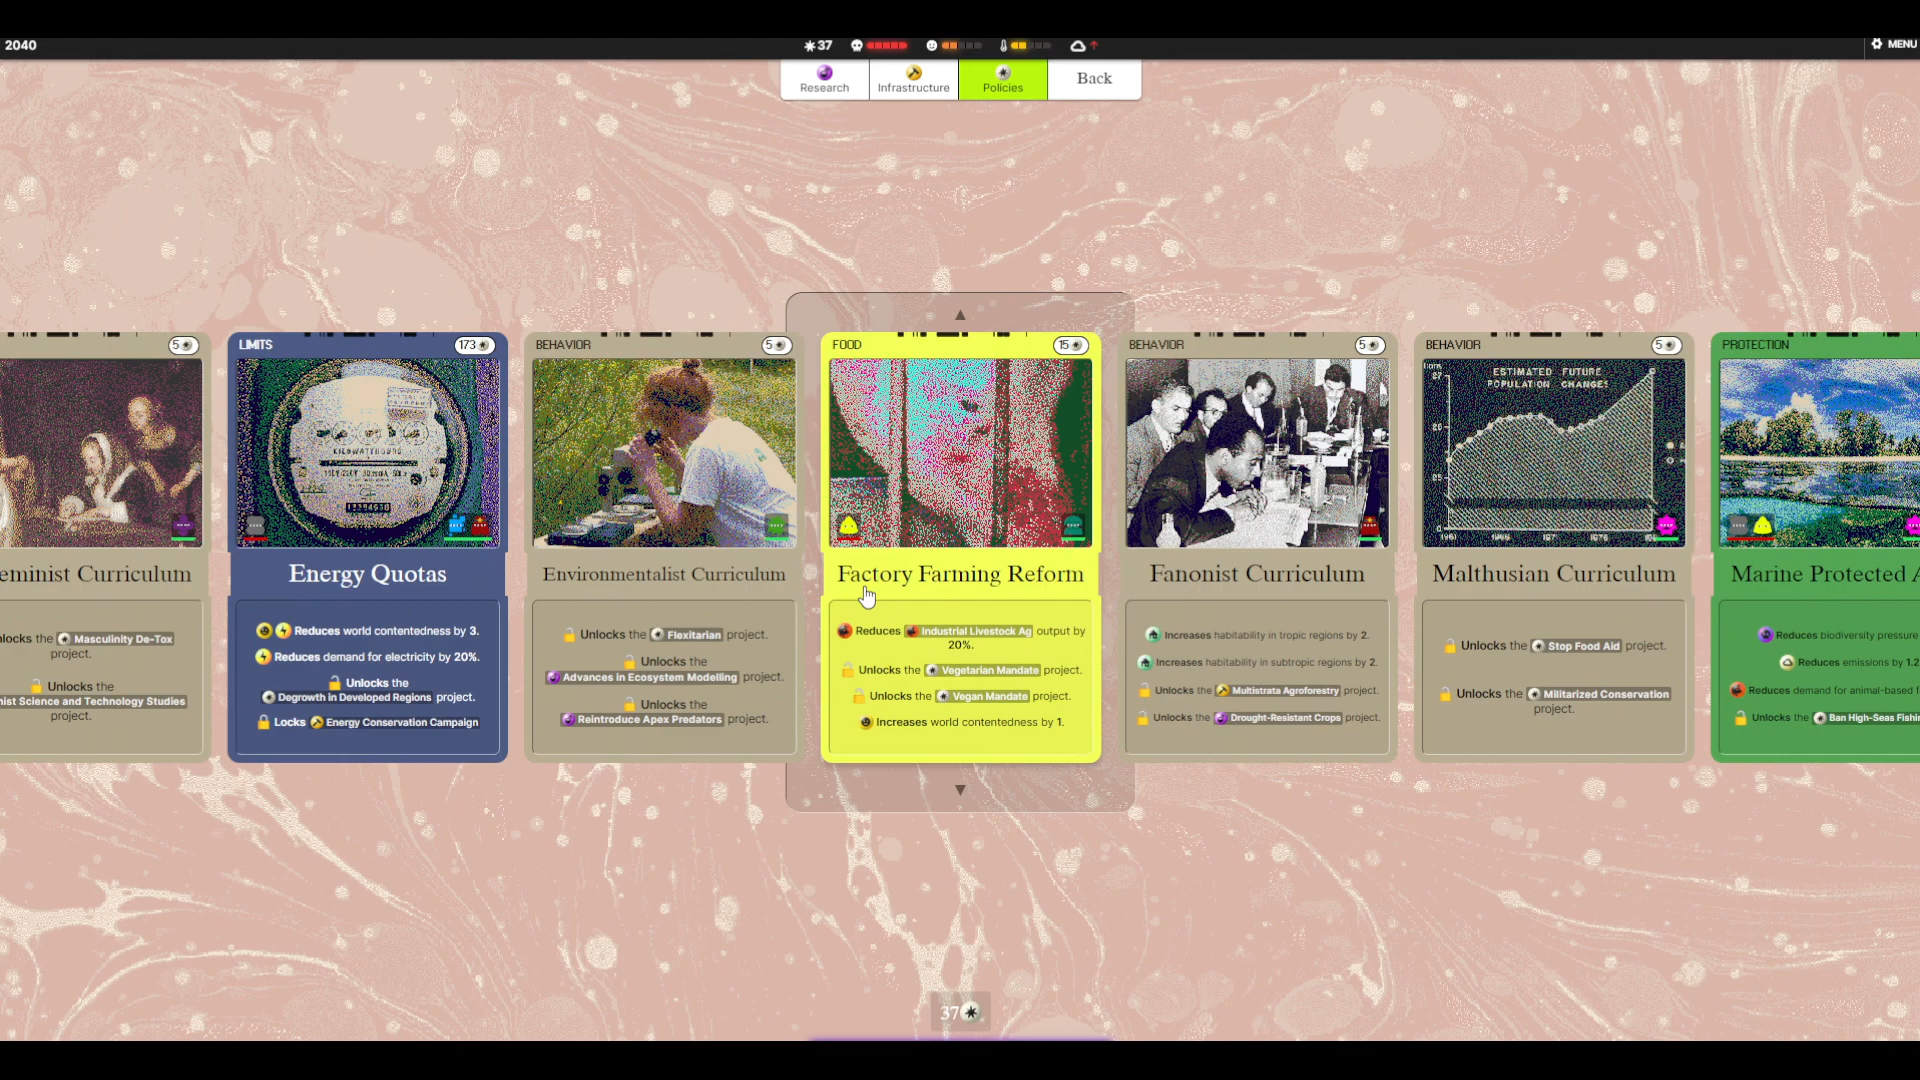 2040
37
MENU
Research
Infrastructure
Policies
Back
5
eminist Curriculum
locks the Masculinity De-Tox
project.
Unlocks the
nist Science and Technology Studies
project.
LIMITS
173
KILOWATTHOURS
Energy Quotas
Reduces world contentedness by 3.
Reduces demand for electricity by 20%.
Unlocks the
Degrowth in Developed Regions project.
Locks Energy Conservation Campaign
BEHAVIOR
5
Environmentalist Curriculum
Unlocks the Flexitarian project.
Unlocks the
Advances in Ecosystem Modelling project.
Unlocks the
Reintroduce Apex Predators project.
FOOD
15
Factory Farming Reform
Reduces Industrial Livestock Ag output by
20%.
Unlocks the Vegetarian Mandate project.
Unlocks the Vegan Mandate project.
Increases world contentedness by 1.
BEHAVIOR
5
Fanonist Curriculum
Increases habitability in tropic regions by 2.
Increases habitability in subtropic regions by 2.
Unlocks the Multistrata Agroforestry project.
Unlocks the Drought-Resistant Crops project.
BEHAVIOR
5
ESTIMATED FUTURE
POPULATION CHANGES
Malthusian Curriculum
Unlocks the Stop Food Aid project.
Unlocks the Militarized Conservation
project.
PROTECTION
Marine Protected A
Reduces biodiversity pressure
Reduces emissions by 1.2
Reduces demand for animal-based f
Unlocks the Ban High-Seas Fishin
37